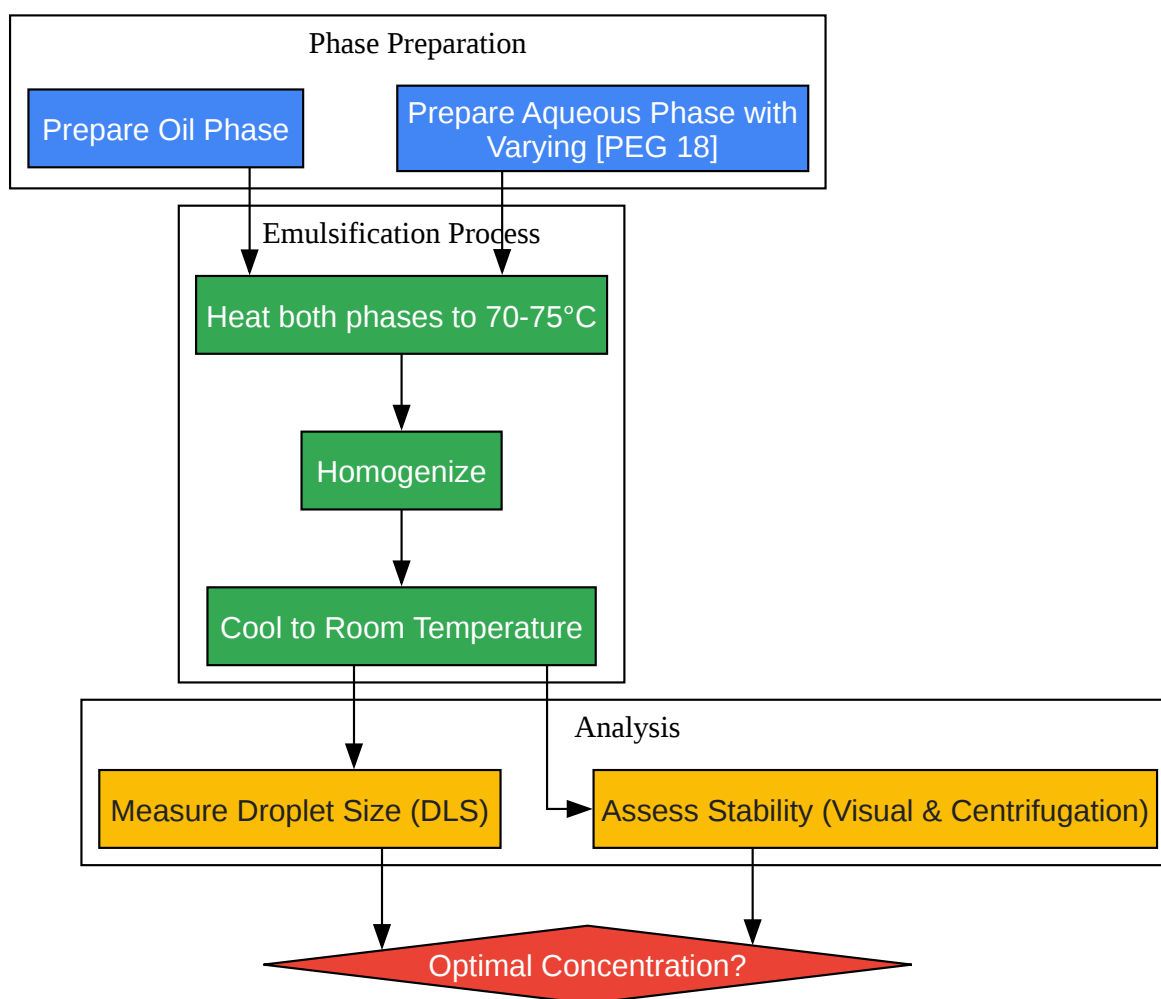 Phase Preparation
Prepare Oil Phase
Prepare Aqueous Phase with
Varying [PEG 18]
Emulsification Process
Heat both phases to 70-75°C
Homogenize
Cool to Room Temperature
Analysis
Measure Droplet Size (DLS)
Assess Stability (Visual & Centrifugation)
Optimal Concentration?